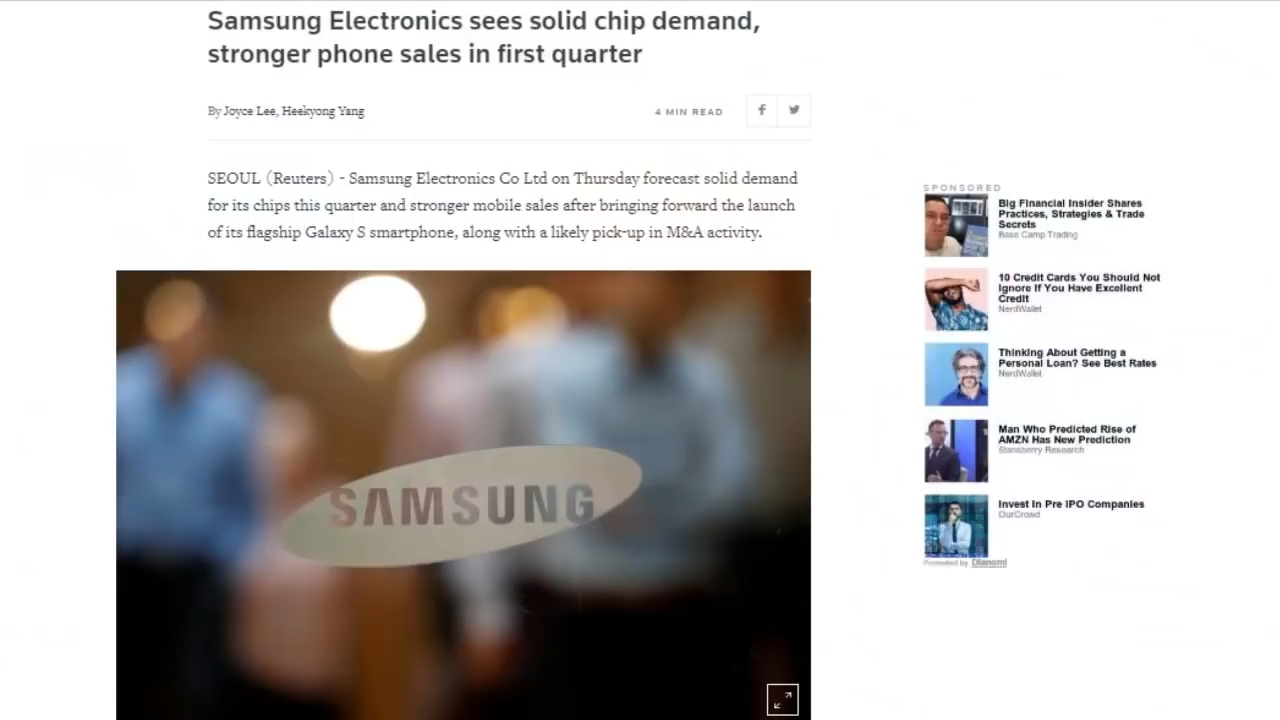 Samsung Electronics sees solid chip demand,
stronger phone sales in first quarter
By Joyce Lee, Heekyong Yang
4 MIN READ
SEOUL (Reuters) - Samsung Electronics Co Ltd on Thursday forecast solid demand
for its chips this quarter and stronger mobile sales after bringing forward the launch
of its flagship Galaxy S smartphone, along with a likely pick-up in M&A activity.
SAMSUNG
SPONSORED
Big Financial Insider Shares
Practices, Strategies & Trade
Secrets
Base Camp Trading
10 Credit Cards You Should Not
Ignore If You Have Excellent
Credit
NerdWallet
Thinking About Getting a
Personal Loan? See Best Rates
NerdWallet
Man Who Predicted Rise of
AMZN Has New Prediction
Stansberry Research
Invest In Pre IPO Companies
OurCrowd
Promoted by Dianomi